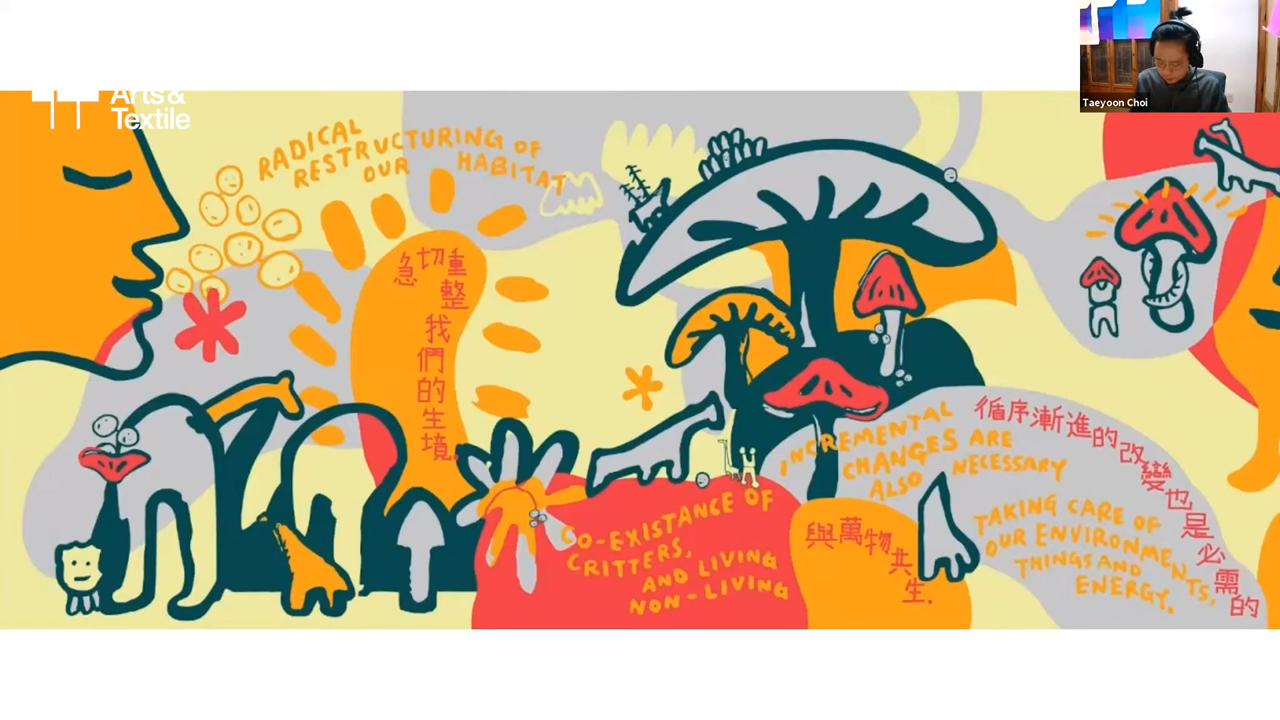 Arts &
Textile
Taeyoon Choi
RADICAL
RESTRUCTURING OF
OUR HABITAT
急切重整我們的生境
CO-EXISTANCE OF
CRITTERS,
AND LIVING
NON-LIVING
與萬物共生.
INCREMENTAL
CHANGES ARE
ALSO NECESSARY
循序漸進的改變也是必需的
TAKING CARE OF
OUR ENVIRONMENTS,
THINGS AND
ENERGY.